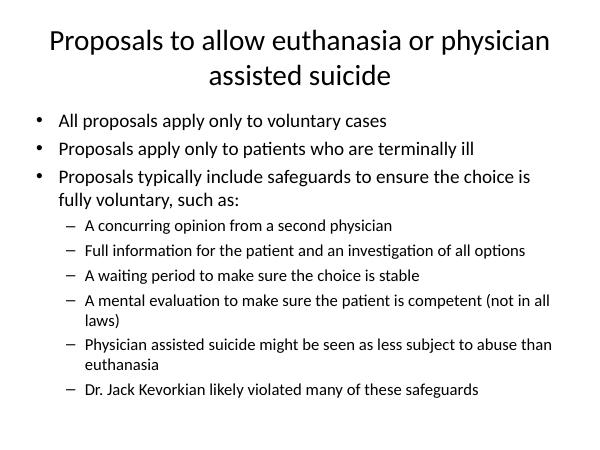 Proposals to allow euthanasia or physician
assisted suicide
• All proposals apply only to voluntary cases
• Proposals apply only to patients who are terminally ill
• Proposals typically include safeguards to ensure the choice is
fully voluntary, such as:
– A concurring opinion from a second physician
– Full information for the patient and an investigation of all options
– A waiting period to make sure the choice is stable
– A mental evaluation to make sure the patient is competent (not in all
laws)
– Physician assisted suicide might be seen as less subject to abuse than
euthanasia
– Dr. Jack Kevorkian likely violated many of these safeguards